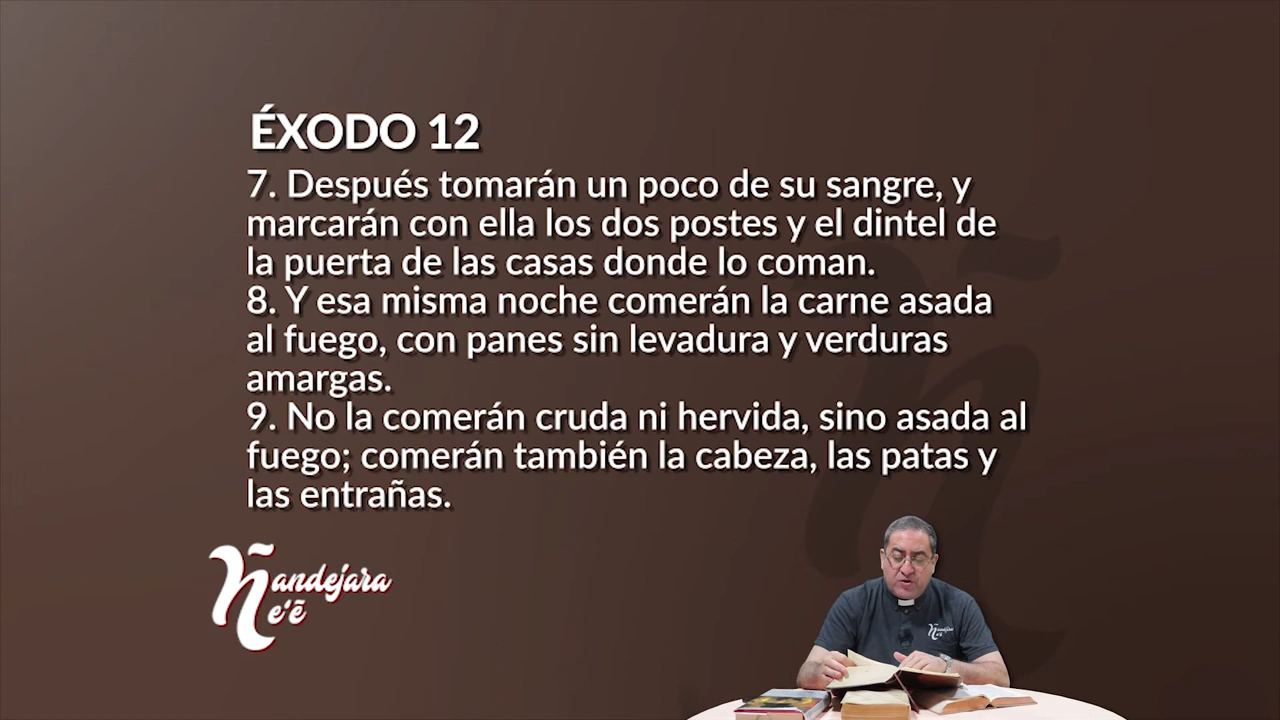 ÉXODO 12
7. Después tomarán un poco de su sangre, y
marcarán con ella los dos postes y el dintel de
la puerta de las casas donde lo coman.
8. Y esa misma noche comerán la carne asada
al fuego, con panes sin levadura y verduras
amargas.
9. No la comerán cruda ni hervida, sino asada al
fuego; comerán también la cabeza, las patas y
las entrañas.
Ñandejara
Ñe'ẽ
Ñandejara
Ñe'ẽ